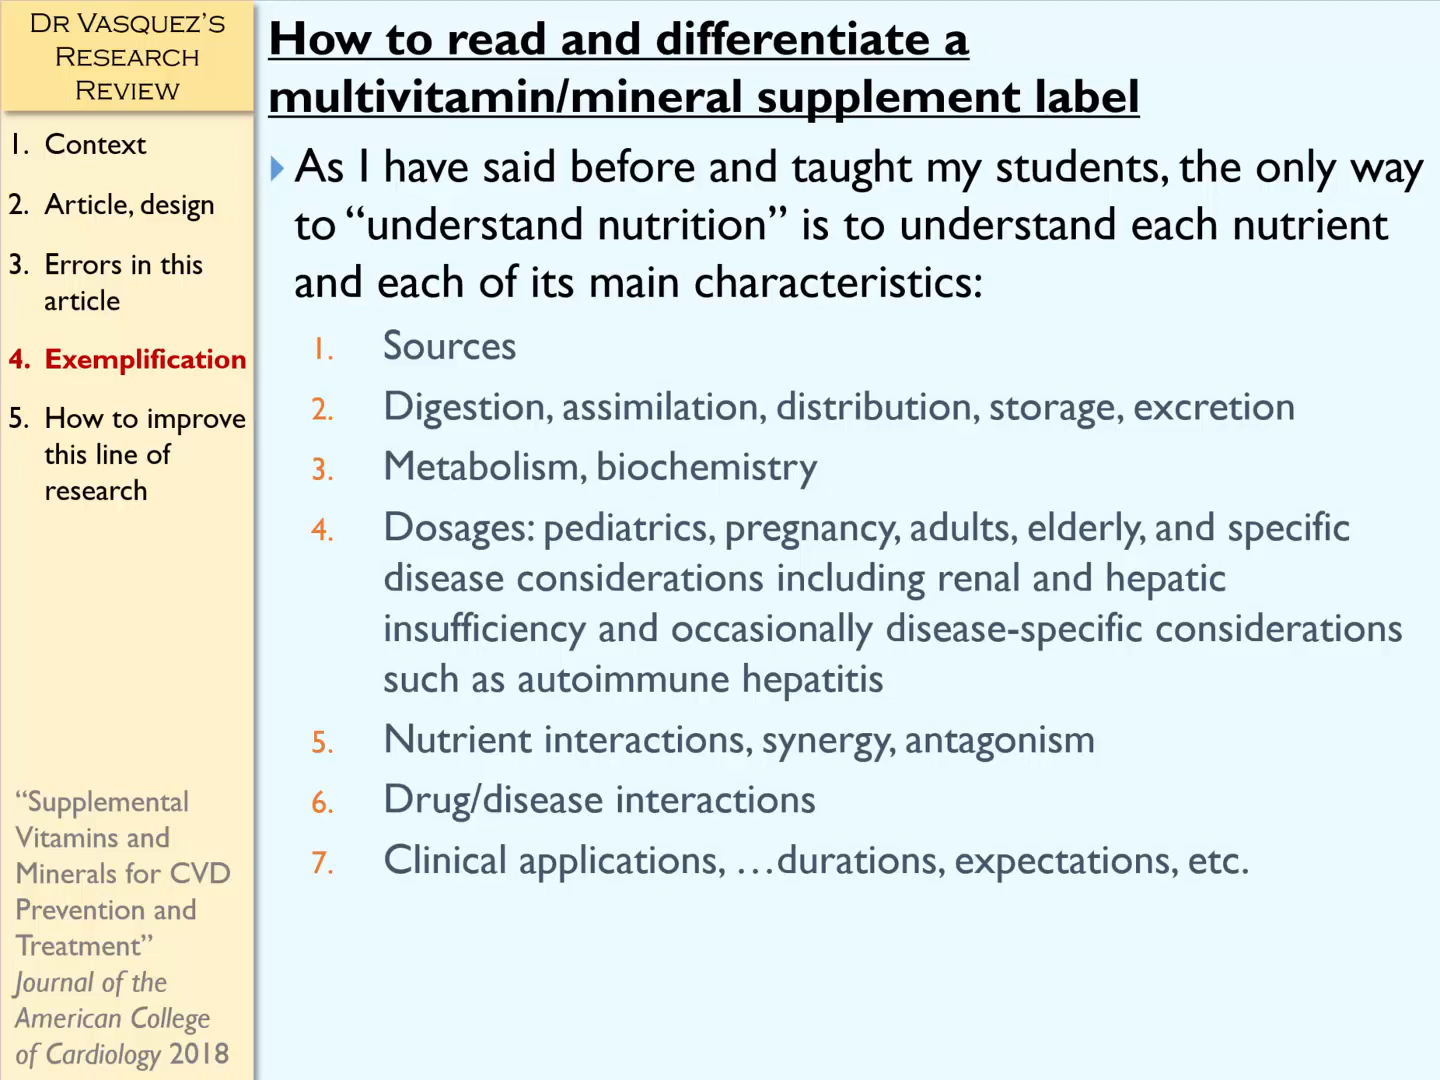 DR VASQUEZ'S
RESEARCH
REVIEW
1. Context
2. Article, design
3. Errors in this
article
4. Exemplification
5. How to improve
this line of
research
“Supplemental
Vitamins and
Minerals for CVD
Prevention and
Treatment”
Journal of the
American College
of Cardiology 2018
How to read and differentiate a
multivitamin/mineral supplement label
As I have said before and taught my students, the only way
to “understand nutrition” is to understand each nutrient
and each of its main characteristics:
1. Sources
2. Digestion, assimilation, distribution, storage, excretion
3. Metabolism, biochemistry
4. Dosages: pediatrics, pregnancy, adults, elderly, and specific
disease considerations including renal and hepatic
insufficiency and occasionally disease-specific considerations
such as autoimmune hepatitis
5. Nutrient interactions, synergy, antagonism
6. Drug/disease interactions
7. Clinical applications, …durations, expectations, etc.